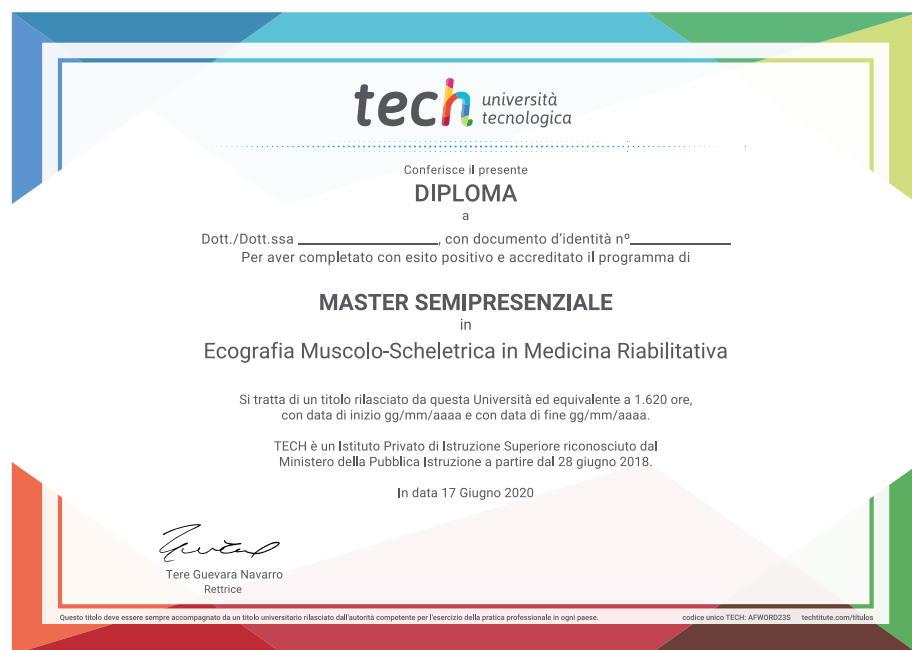 tech università
tecnologica
Conferisce il presente
DIPLOMA
a
Dott./Dott.ssa ____________________, con documento d'identità nº______________
Per aver completato con esito positivo e accreditato il programma di
MASTER SEMIPRESENZIALE
in
Ecografia Muscolo-Scheletrica in Medicina Riabilitativa
Si tratta di un titolo rilasciato da questa Università ed equivalente a 1.620 ore,
con data di inizio gg/mm/aaaa e con data di fine gg/mm/aaaa.
TECH è un Istituto Privato di Istruzione Superiore riconosciuto dal
Ministero della Pubblica Istruzione a partire dal 28 giugno 2018.
In data 17 Giugno 2020
Tere Guevara Navarro
Rettrice
Questo titolo deve essere sempre accompagnato da un titolo universitario rilasciato dall'autorità competente per l'esercizio della pratica professionale in ogni paese. codice unico TECH: AFWORD23S techtitute.com/titulos